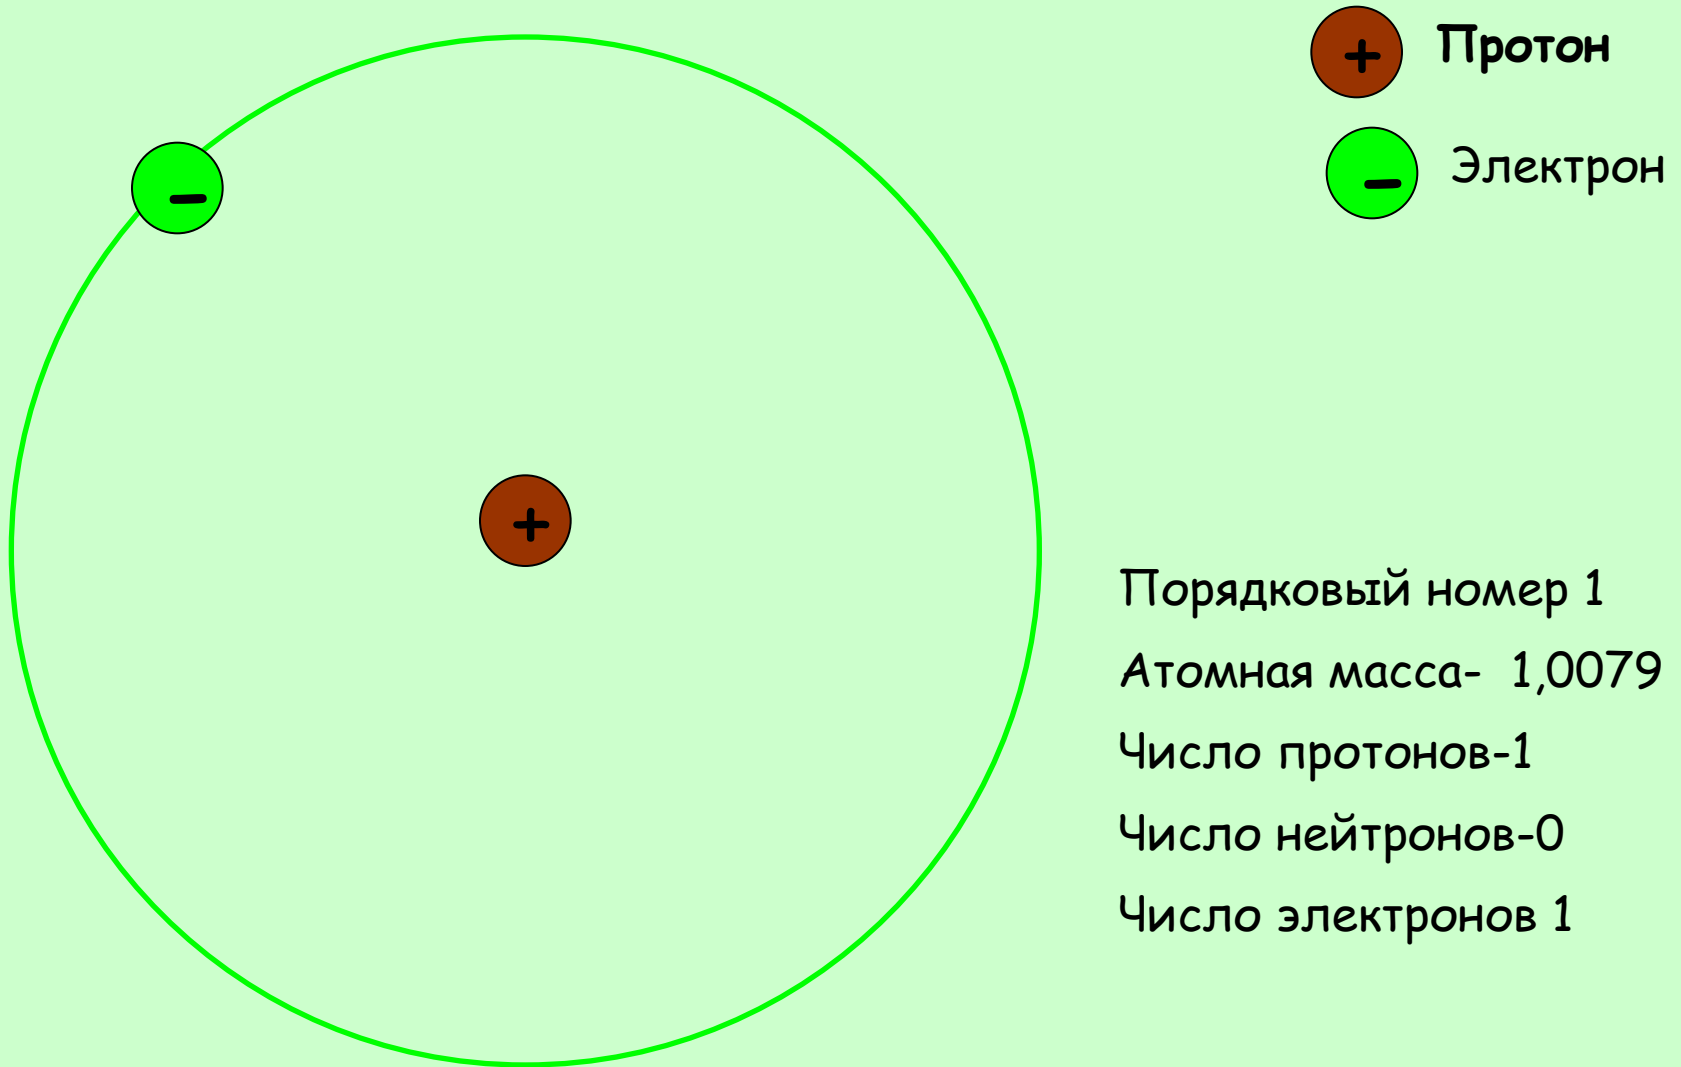 + Протон
- Электрон
-
+
Порядковый номер 1
Атомная масса- 1,0079
Число протонов-1
Число нейтронов-0
Число электронов 1